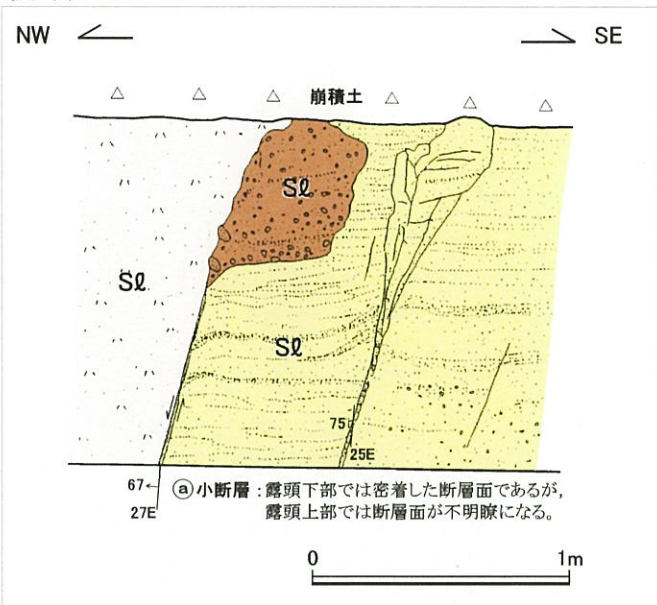 NW SE
崩積土
Sℓ
Sℓ
Sℓ
75
25E
67
27E
ⓐ小断層：露頭下部では密着した断層面であるが，
露頭上部では断層面が不明瞭になる。
0 1m